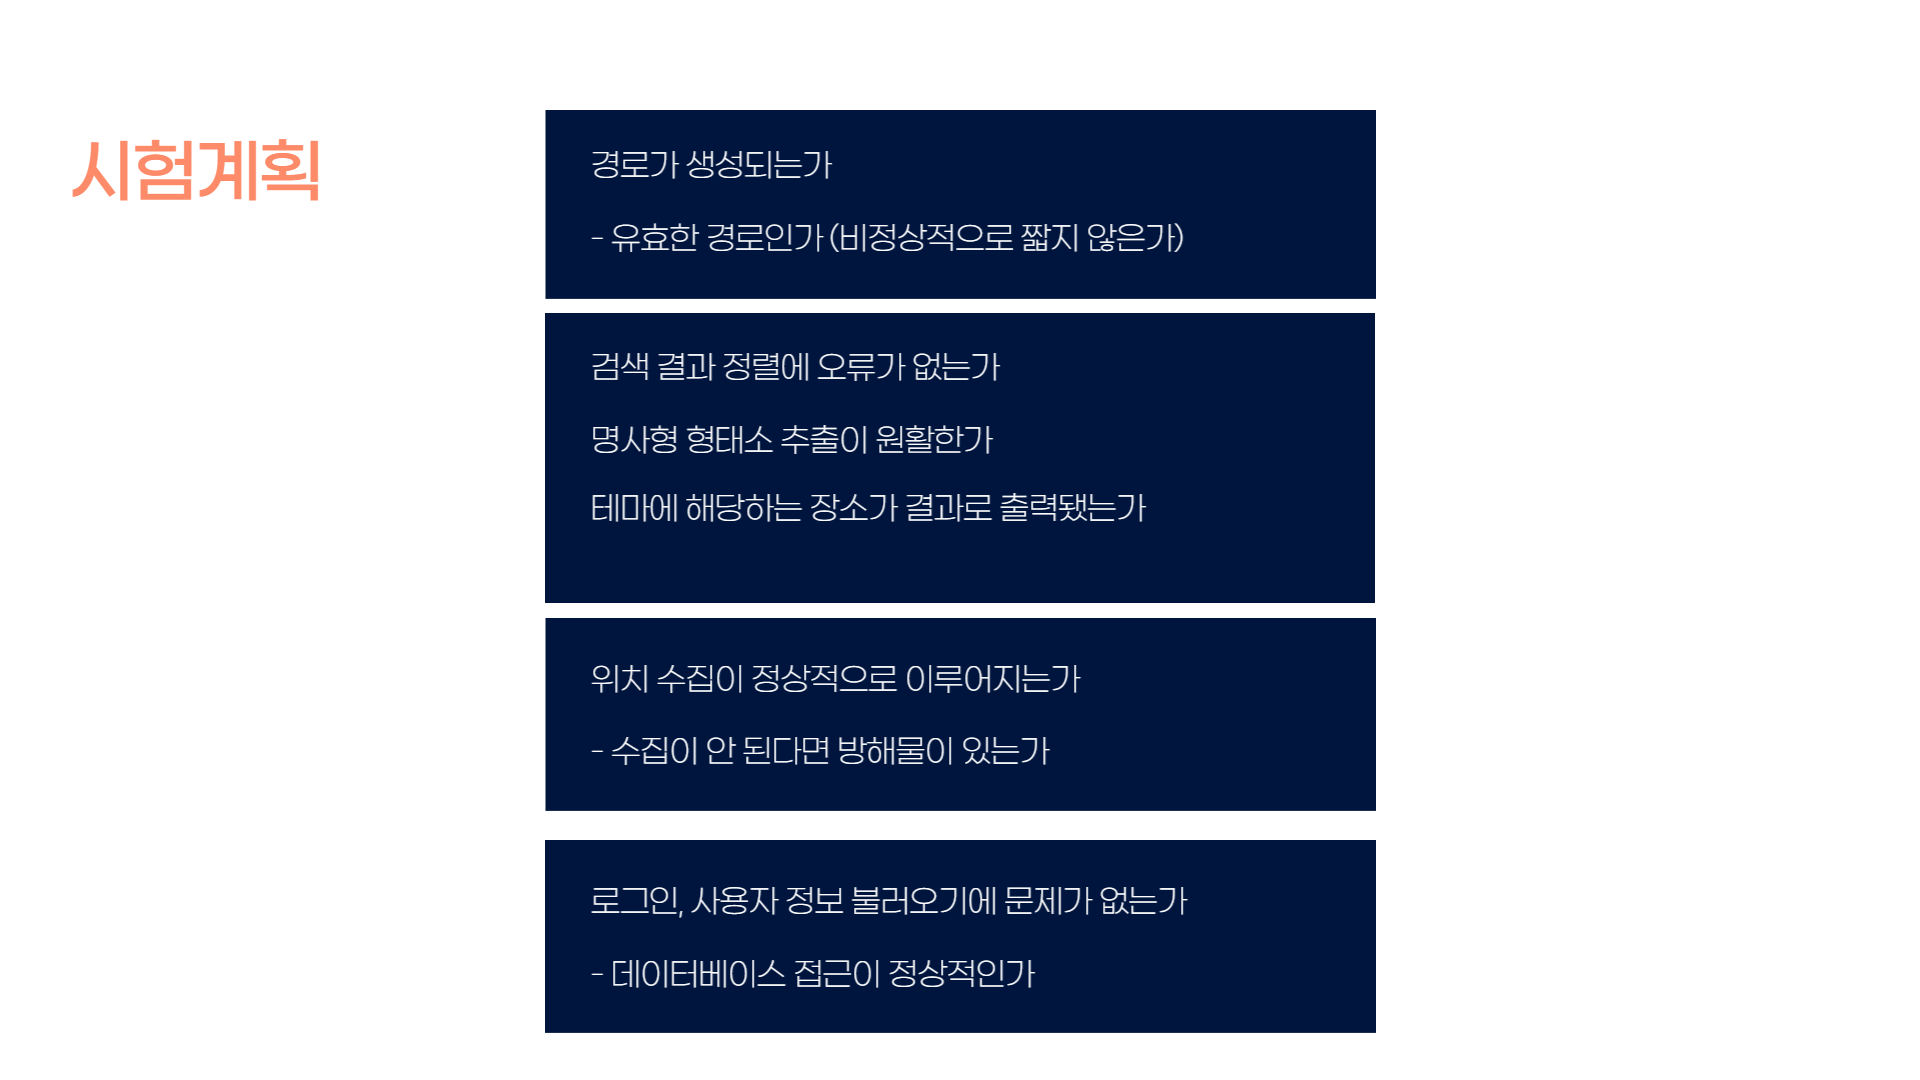 시험계획
경로가 생성되는가
- 유효한 경로인가 (비정상적으로 짧지 않은가)
검색 결과 정렬에 오류가 없는가
명사형 형태소 추출이 원활한가
테마에 해당하는 장소가 결과로 출력됐는가
위치 수집이 정상적으로 이루어지는가
- 수집이 안 된다면 방해물이 있는가
로그인, 사용자 정보 불러오기에 문제가 없는가
- 데이터베이스 접근이 정상적인가